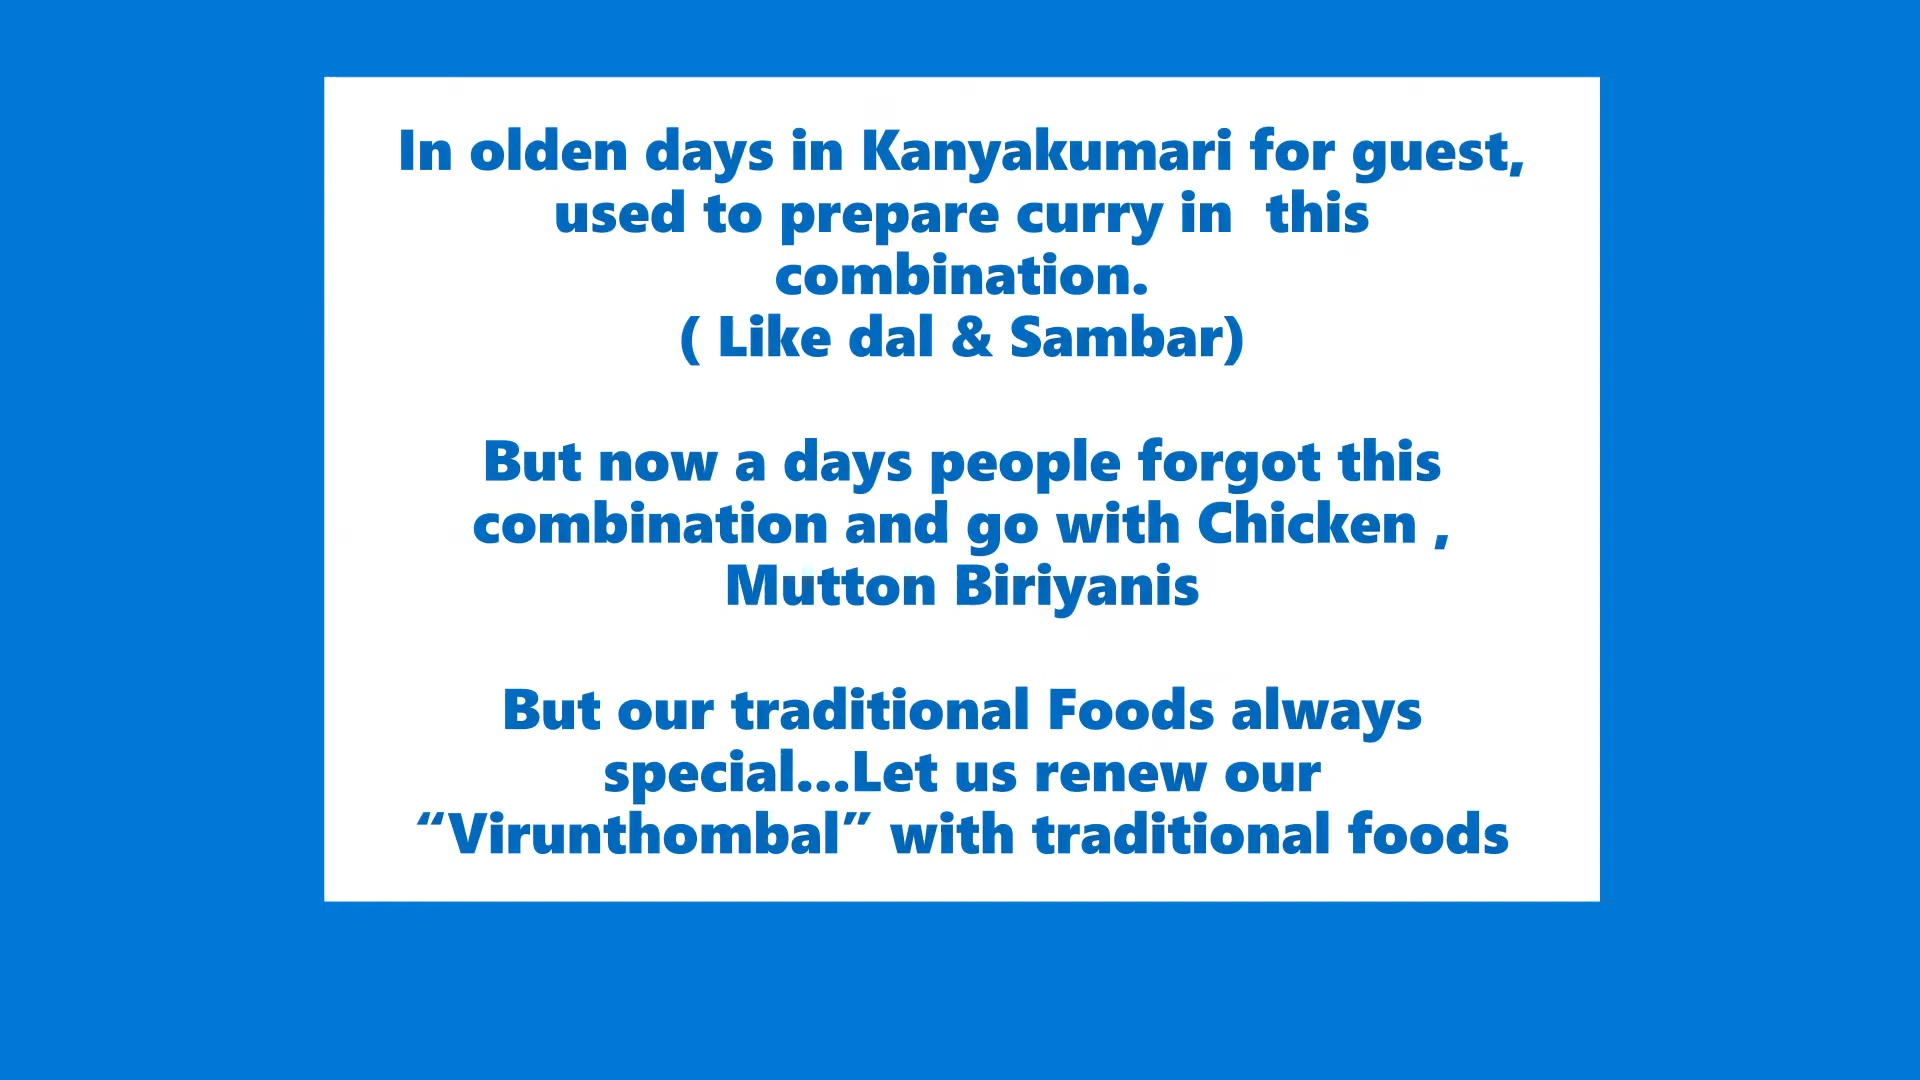 In olden days in Kanyakumari for guest,
used to prepare curry in  this
combination.
( Like dal & Sambar)
But now a days people forgot this
combination and go with Chicken ,
Mutton Biriyanis
But our traditional Foods always
special...Let us renew our
“Virunthombal” with traditional foods